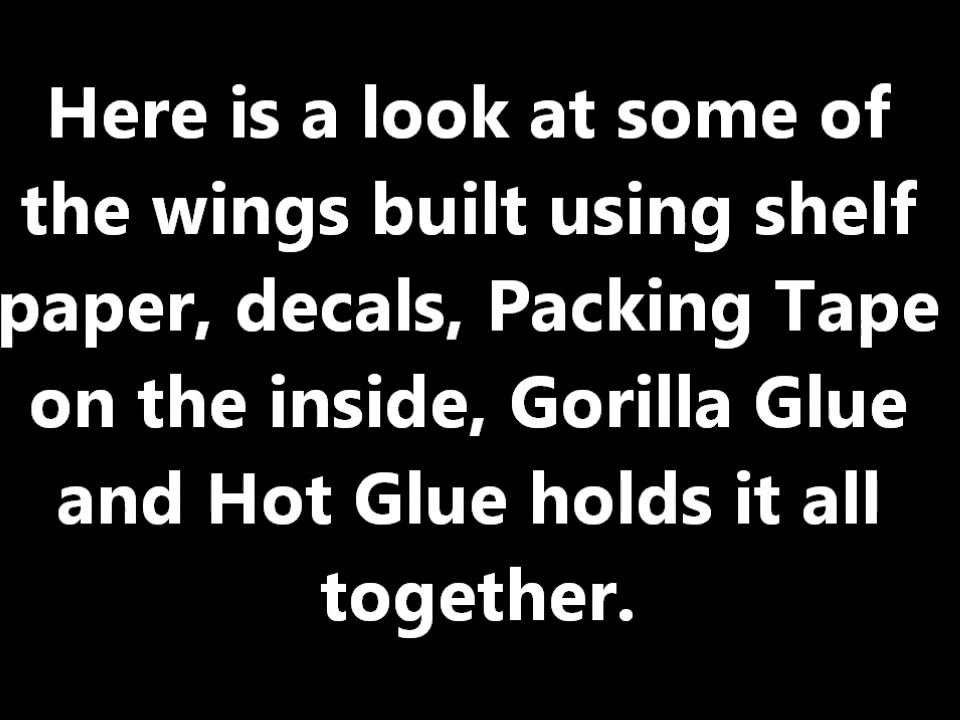 Here is a look at some of
the wings built using shelf
paper, decals, Packing Tape
on the inside, Gorilla Glue
and Hot Glue holds it all
together.